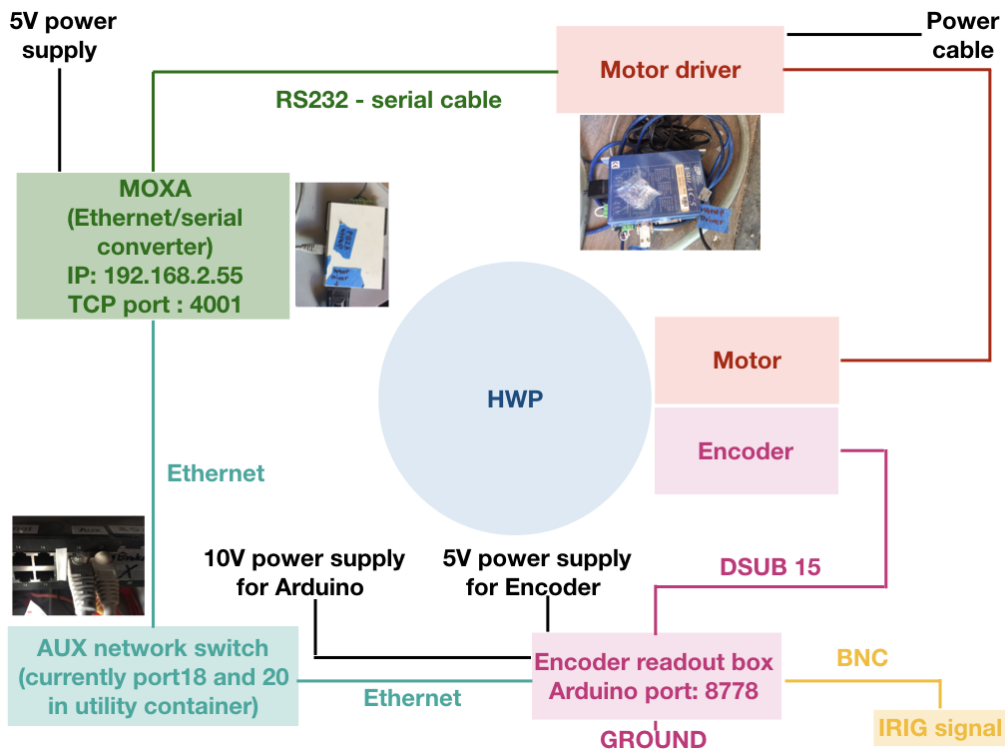 5V power
supply
Power
cable
Motor driver
RS232 - serial cable
MOXA
(Ethernet/serial
converter)
IP: 192.168.2.55
TCP port : 4001
Motor
HWP
Encoder
Ethernet
10V power supply
for Arduino
5V power supply
for Encoder
DSUB 15
AUX network switch
(currently port18 and 20
in utility container)
Ethernet
Encoder readout box
Arduino port: 8778
BNC
IRIG signal
GROUND